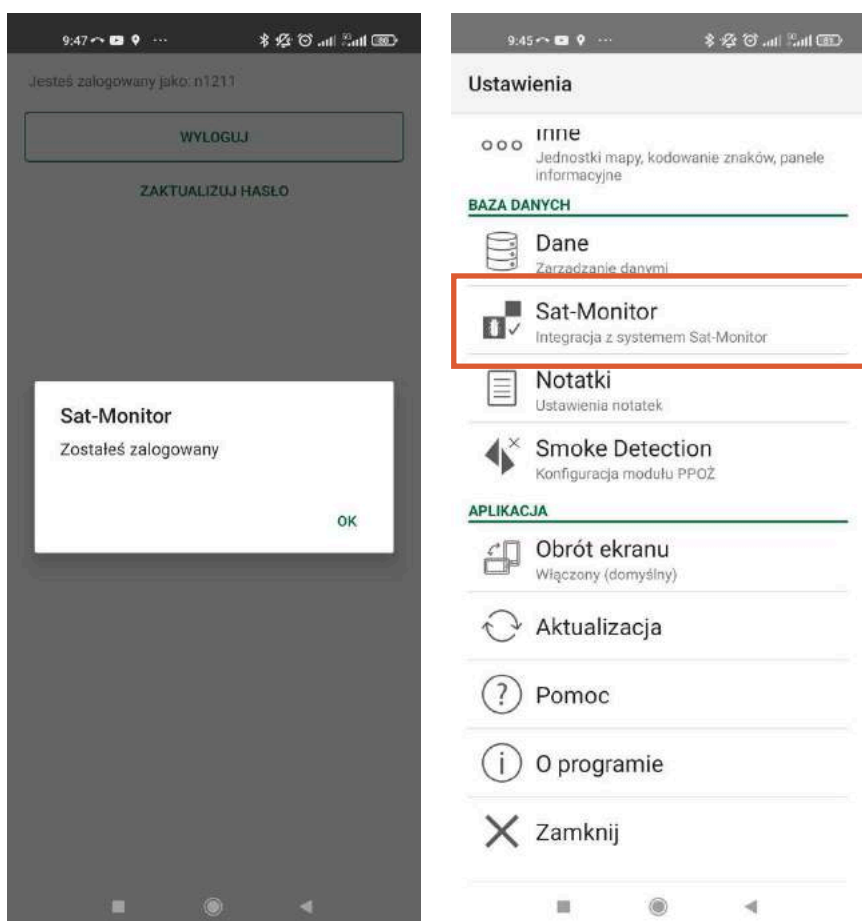 9:47
80
Jesteś zalogowany jako: n1211
WYLOGUJ
ZAKTUALIZUJ HASŁO
Sat-Monitor
Zostałeś zalogowany
OK
9:45
81
Ustawienia
Inne
Jednostki mapy, kodowanie znaków, panele
informacyjne
BAZA DANYCH
Dane
Zarządzanie danymi
Sat-Monitor
Integracja z systemem Sat-Monitor
Notatki
Ustawienia notatek
Smoke Detection
Konfiguracja modułu PPOŻ
APLIKACJA
Obrót ekranu
Włączony (domyślny)
Aktualizacja
Pomoc
O programie
Zamknij